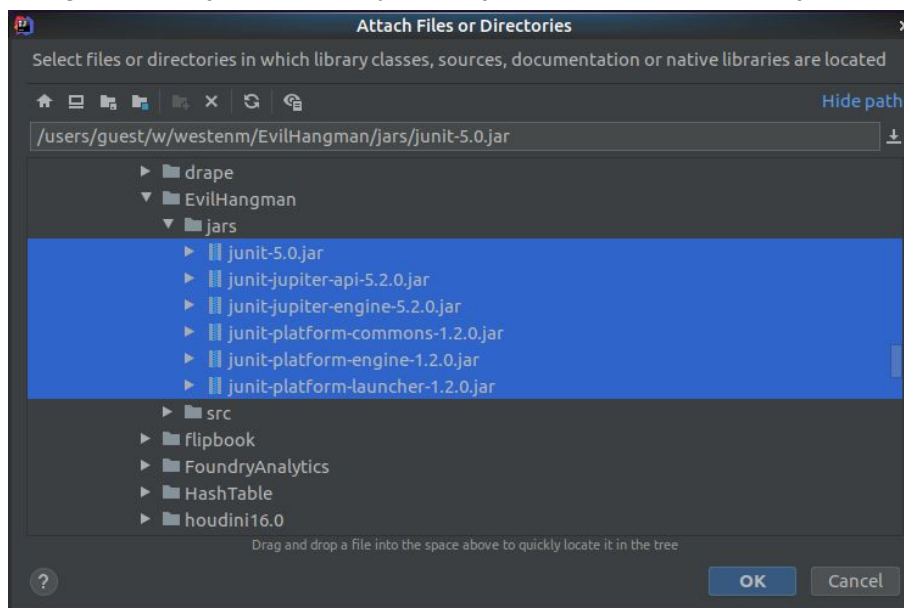 Attach Files or Directories
Select files or directories in which library classes, sources, documentation or native libraries are located
Hide path
/users/guest/w/westenm/EvilHangman/jars/junit-5.0.jar
drape
EvilHangman
jars
junit-5.0.jar
junit-jupiter-api-5.2.0.jar
junit-jupiter-engine-5.2.0.jar
junit-platform-commons-1.2.0.jar
junit-platform-engine-1.2.0.jar
junit-platform-launcher-1.2.0.jar
src
flipbook
FoundryAnalytics
HashTable
houdini16.0
Drag and drop a file into the space above to quickly locate it in the tree
? OK Cancel